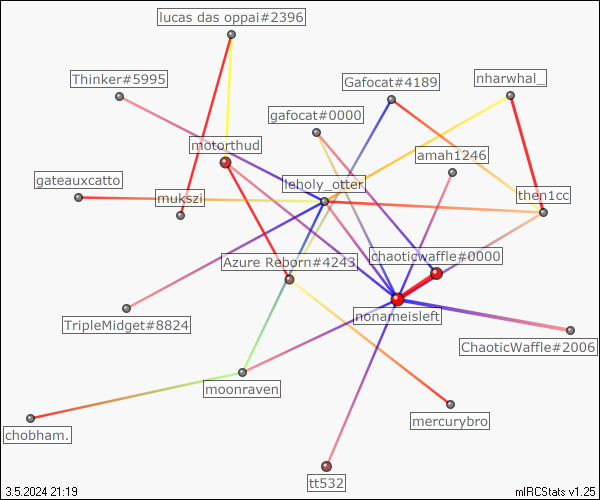 lucas das oppai#2396
Thinker#5995
nharwhal_
Gafocat#4189
gafocat#0000
motorthud
amah1246
gateauxcatto
leholy_otter.
mukszi
then1cc
chaoticwaffle#0000
Azure Reborn#4243
nonameisleft
TripleMidget#8824
ChaoticWaffle#2006
moonraven
mercurybro
chobham.
tt532
3.5.2024 21:19
mIRCStats v1.25